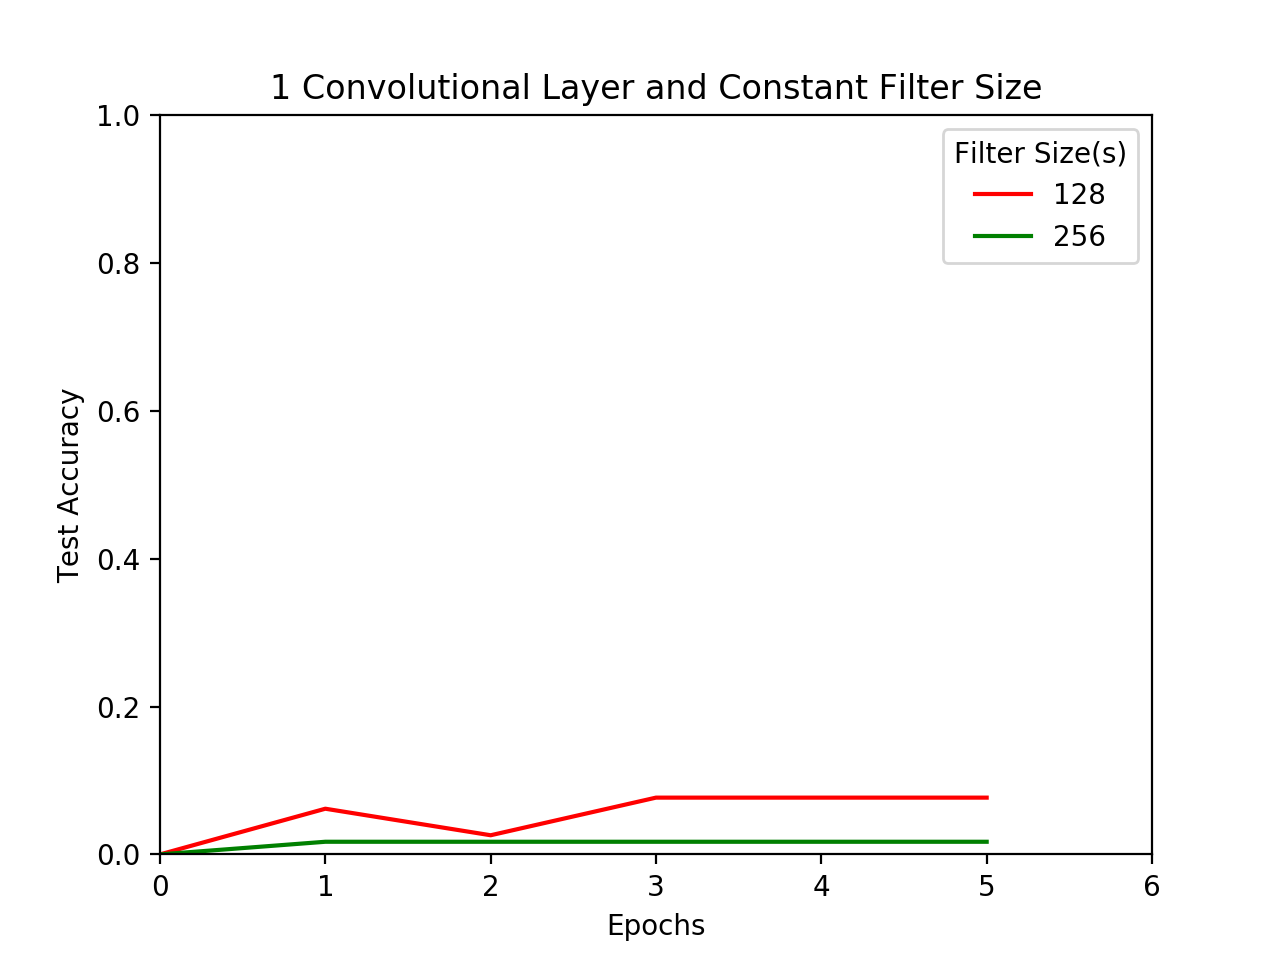 1 Convolutional Layer and Constant Filter Size
Filter Size(s)
128
256
Test Accuracy
1.0
0.8
0.6
0.4
0.2
0.0
0 1 2 3 4 5 6
Epochs